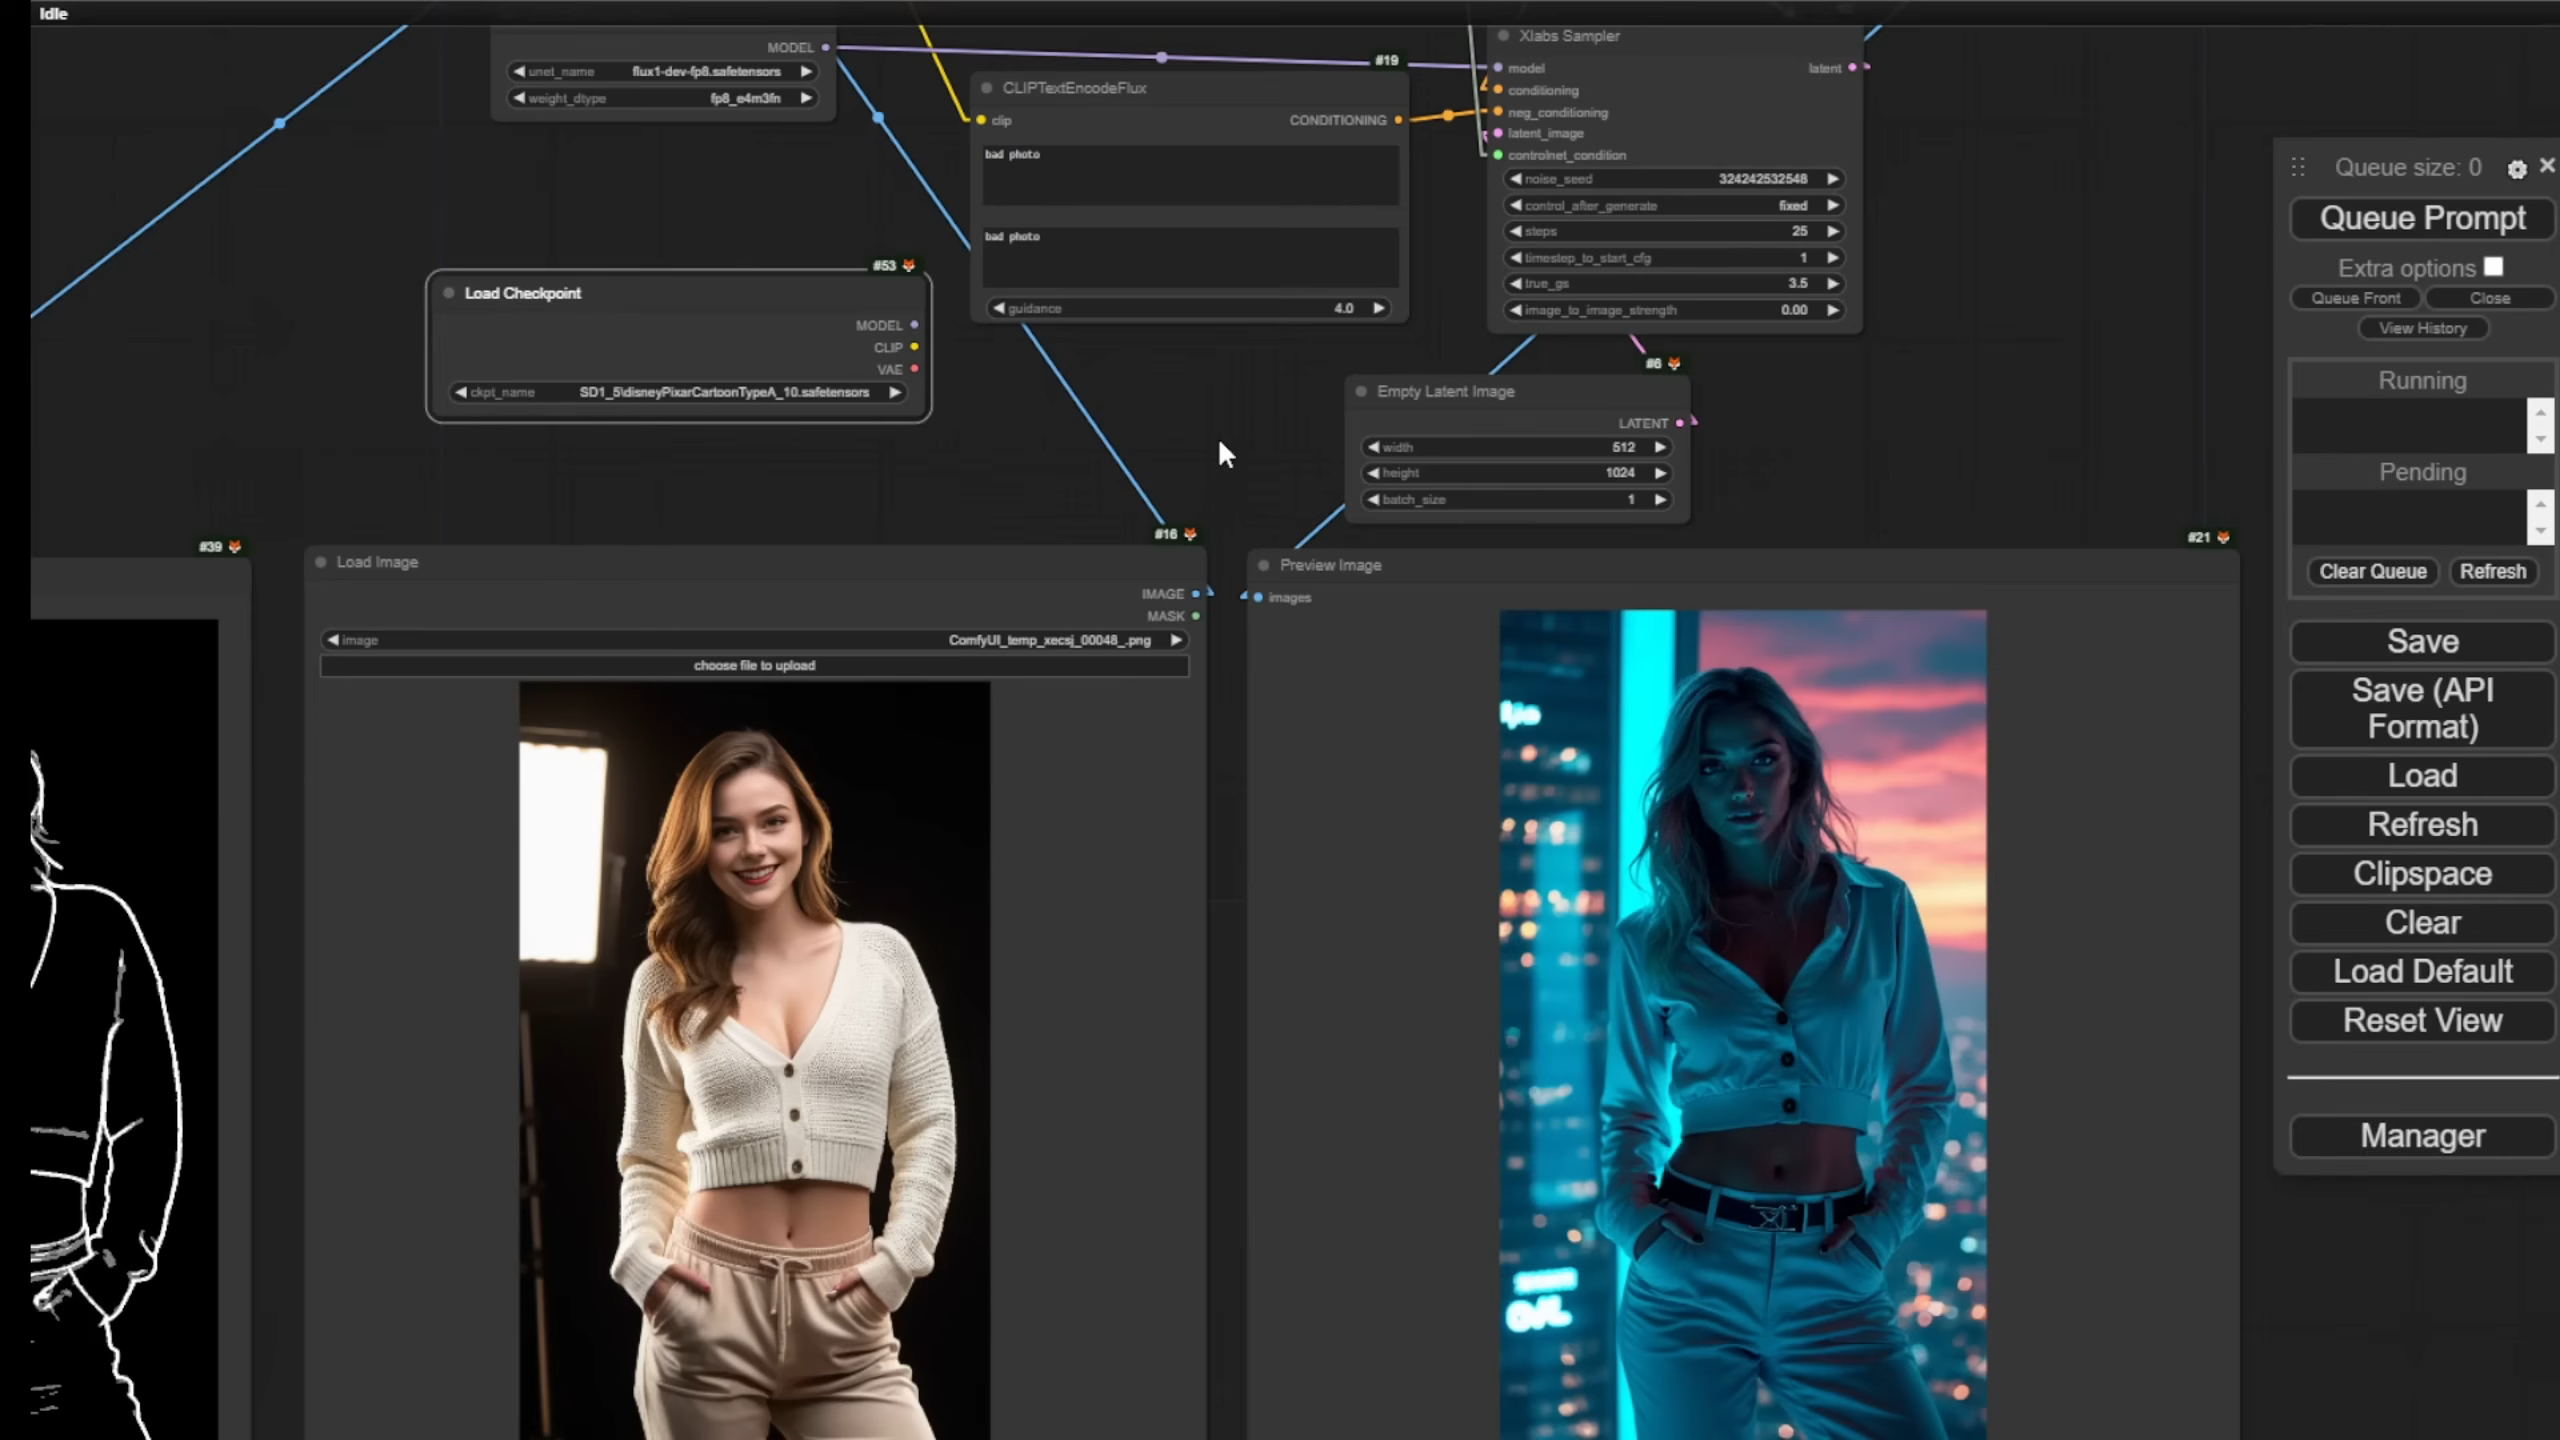 Idle
MODEL
unet_name flux1-dev-fp8.safetensors
weight_dtype fp8_e4m3fn
#19
CLIPTextEncodeFlux
clip CONDITIONING
bad photo
bad photo
guidance 4.0
Xlabs Sampler
model latent
conditioning
neg_conditioning
latent_image
controlnet_condition
noise_seed 324242532548
control_after_generate fixed
steps 25
timestep_to_start_cfg 1
true_gs 3.5
image_to_image_strength 0.00
#53
Load Checkpoint
MODEL
CLIP
VAE
ckpt_name SD1_5\disneyPixarCartoonTypeA_10.safetensors
#6
Empty Latent Image
LATENT
width 512
height 1024
batch_size 1
#39
#16
Load Image
IMAGE
MASK
image ComfyUI_temp_xecsj_00048_.png
choose file to upload
#21
Preview Image
images
Queue size: 0
Queue Prompt
Extra options
Queue Front Close
View History
Running
Pending
Clear Queue Refresh
Save
Save (API
Format)
Load
Refresh
Clipspace
Clear
Load Default
Reset View
Manager